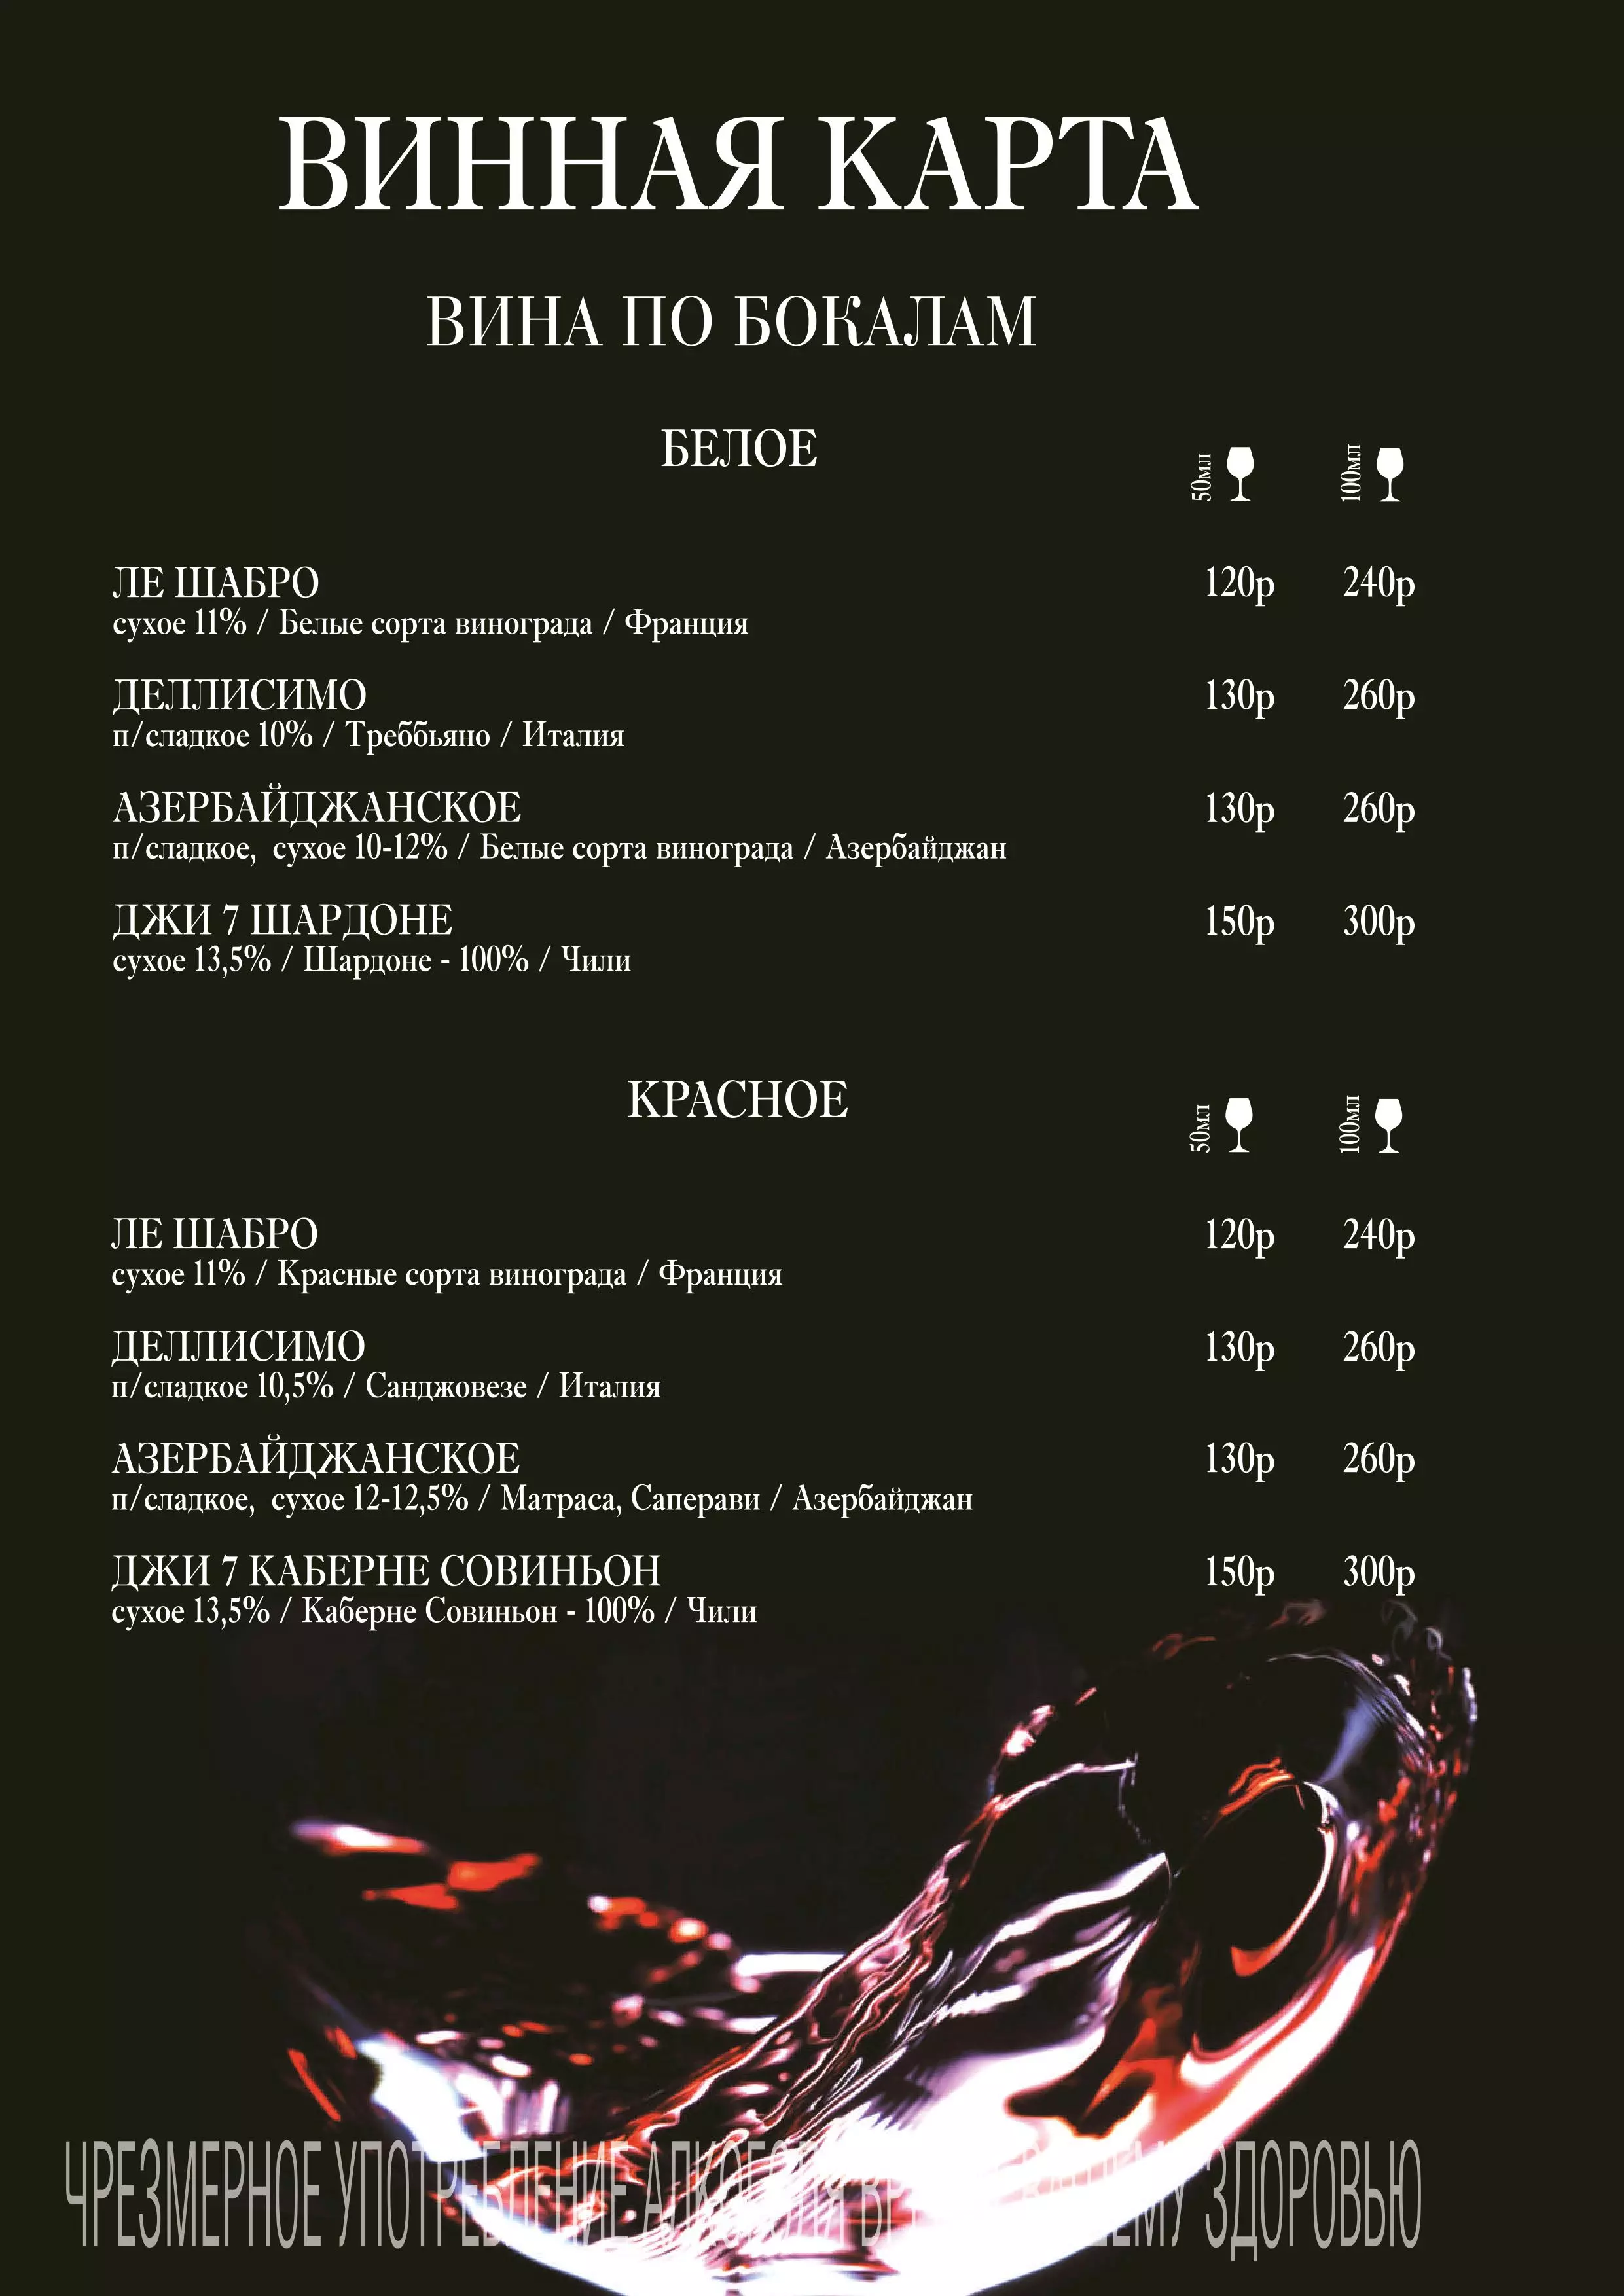 ВИННАЯ КАРТА
ВИНА ПО БОКАЛАМ
БЕЛОЕ 50мл 100мл
ЛЕ ШАБРО 120р 240р
сухое 11% / Белые сорта винограда / Франция
ДЕЛЛИСИМО 130р 260р
п/сладкое 10% / Треббьяно / Италия
АЗЕРБАЙДЖАНСКОЕ 130р 260р
п/сладкое, сухое 10-12% / Белые сорта винограда / Азербайджан
ДЖИ 7 ШАРДОНЕ 150р 300р
сухое 13,5% / Шардоне - 100% / Чили
КРАСНОЕ 50мл 100мл
ЛЕ ШАБРО 120р 240р
сухое 11% / Красные сорта винограда / Франция
ДЕЛЛИСИМО 130р 260р
п/сладкое 10,5% / Санджовезе / Италия
АЗЕРБАЙДЖАНСКОЕ 130р 260р
п/сладкое, сухое 12-12,5% / Матраса, Саперави / Азербайджан
ДЖИ 7 КАБЕРНЕ СОВИНЬОН 150р 300р
сухое 13,5% / Каберне Совиньон - 100% / Чили
ЧРЕЗМЕРНОЕ УПОТРЕБЛЕНИЕ АЛКОГОЛЯ ВАШЕМУ ЗДОРОВЬЮ